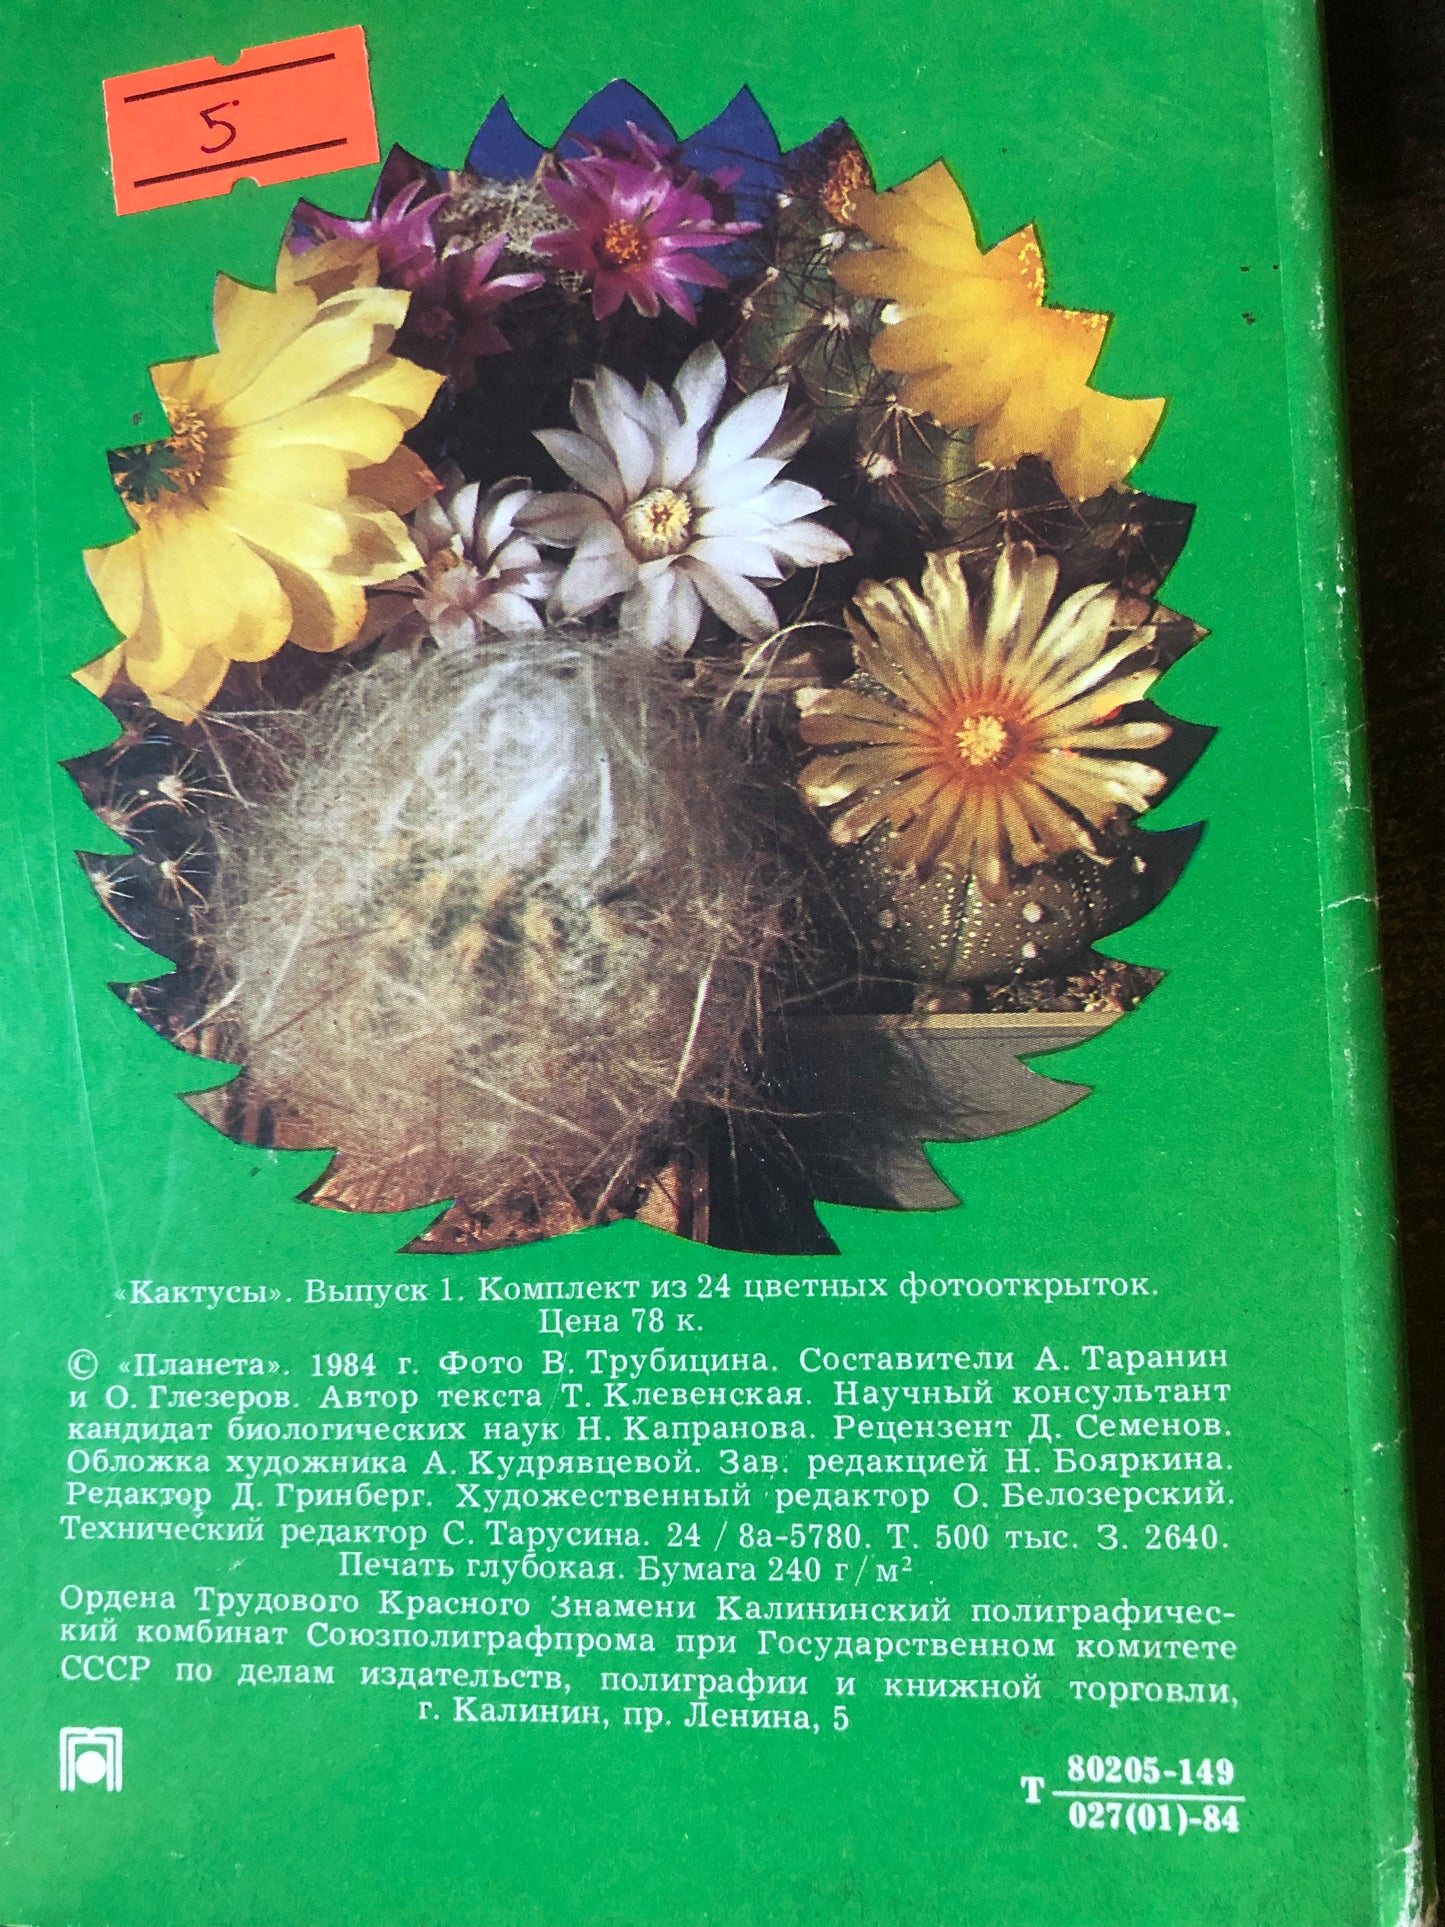 5
«Кактусы». Выпуск 1. Комплект из 24 цветных фотооткрыток.
Цена 78 к.
© «Планета». 1984 г. Фото В. Трубицина. Составители А. Таранин
и О. Глезеров. Автор текста Т. Клевенская. Научный консультант
кандидат биологических наук Н. Капранова. Рецензент Д. Семенов.
Обложка художника А. Кудрявцевой. Зав. редакцией Н. Бояркина.
Редактор Д. Гринберг. Художественный редактор О. Белозерский.
Технический редактор С. Тарусина. 24 / 8а-5780. Т. 500 тыс. З. 2640.
Печать глубокая. Бумага 240 г/м²
Ордена Трудового Красного Знамени Калининский полиграфичес-
кий комбинат Союзполиграфпрома при Государственном комитете
СССР по делам издательств, полиграфии и книжной торговли,
г. Калинин, пр. Ленина, 5
Т 80205-149
027(01)-84